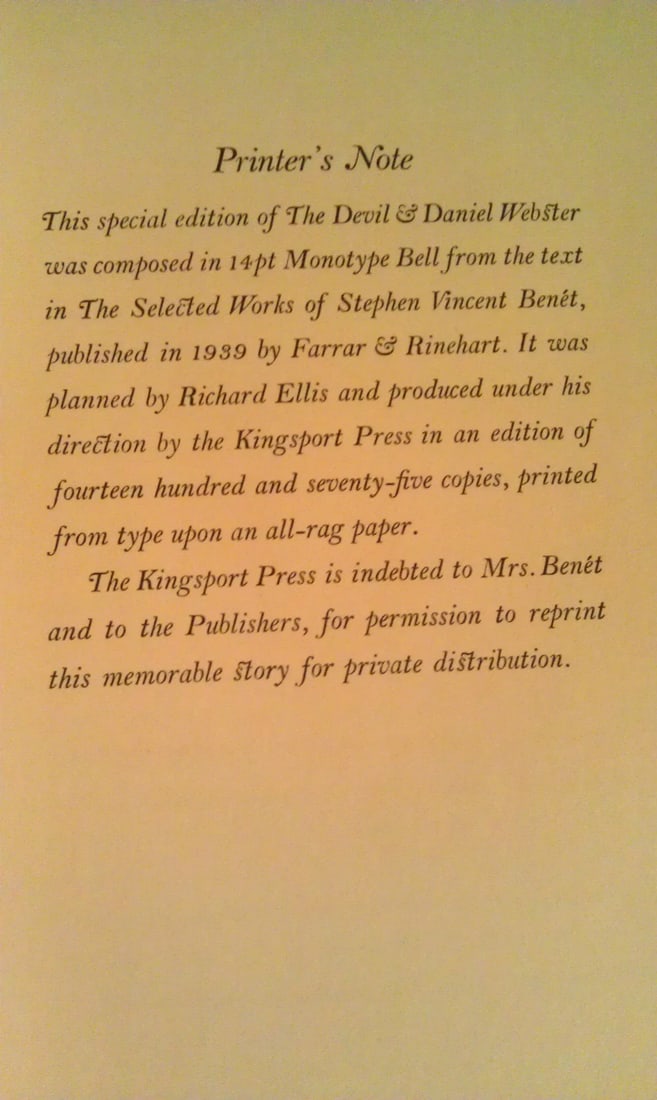 Printer's Note
This special edition of The Devil & Daniel Webster
was composed in 14pt Monotype Bell from the text
in The Selected Works of Stephen Vincent Benét,
published in 1939 by Farrar & Rinehart. It was
planned by Richard Ellis and produced under his
direction by the Kingsport Press in an edition of
fourteen hundred and seventy-five copies, printed
from type upon an all-rag paper.
The Kingsport Press is indebted to Mrs. Benét
and to the Publishers, for permission to reprint
this memorable story for private distribution.